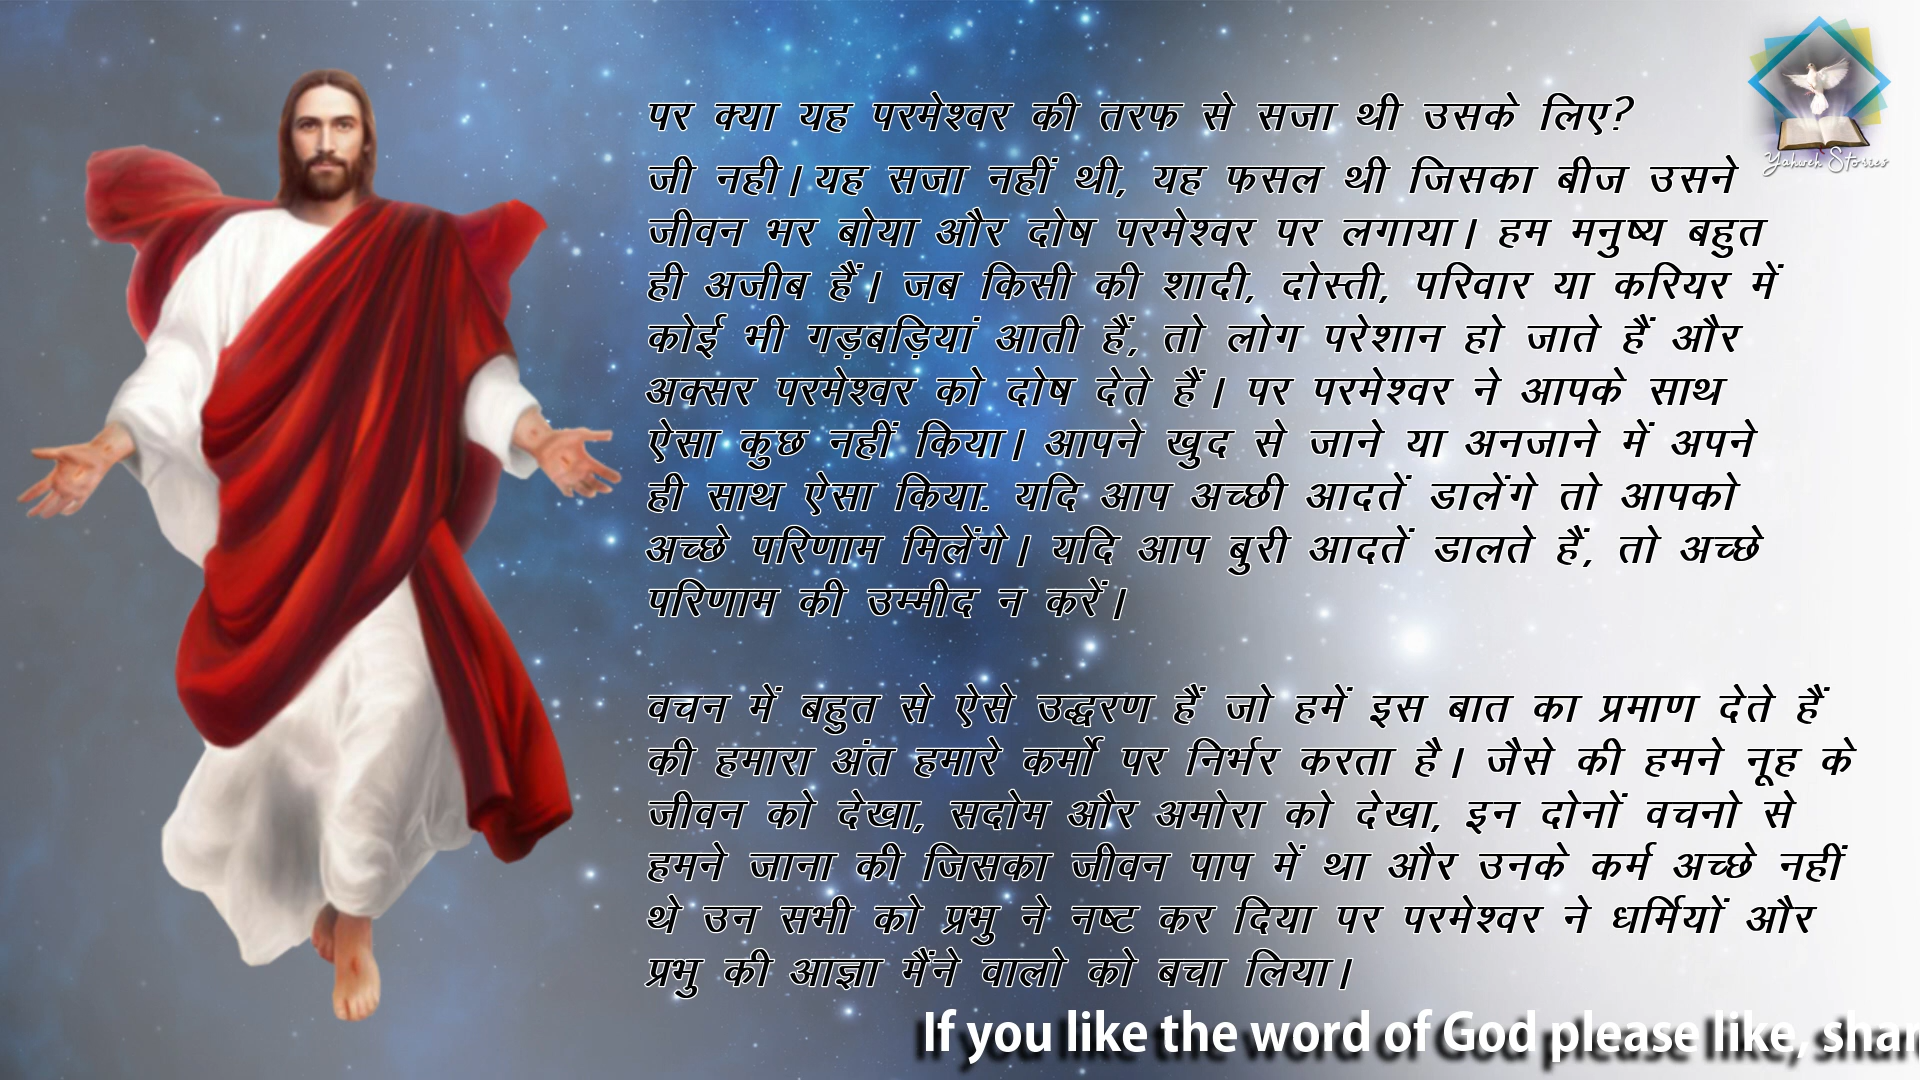 Yahweh Stories
पर क्या यह परमेश्वर की तरफ से सजा थी उसके लिए?
जी नही। यह सजा नहीं थी, यह फसल थी जिसका बीज उसने
जीवन भर बोया और दोष परमेश्वर पर लगाया। हम मनुष्य बहुत
ही अजीब हैं। जब किसी की शादी, दोस्ती, परिवार या करियर में
कोई भी गड़बड़ियां आती हैं, तो लोग परेशान हो जाते हैं और
अक्सर परमेश्वर को दोष देते हैं। पर परमेश्वर ने आपके साथ
ऐसा कुछ नहीं किया। आपने खुद से जाने या अनजाने में अपने
ही साथ ऐसा किया. यदि आप अच्छी आदतें डालेंगे तो आपको
अच्छे परिणाम मिलेंगे। यदि आप बुरी आदतें डालते हैं, तो अच्छे
परिणाम की उम्मीद न करें।
वचन में बहुत से ऐसे उद्धरण हैं जो हमें इस बात का प्रमाण देते हैं
की हमारा अंत हमारे कर्मो पर निर्भर करता है। जैसे की हमने नूह के
जीवन को देखा, सदोम और अमोरा को देखा, इन दोनों वचनो से
हमने जाना की जिसका जीवन पाप में था और उनके कर्म अच्छे नहीं
थे उन सभी को प्रभु ने नष्ट कर दिया पर परमेश्वर ने धर्मियों और
प्रभु की आज्ञा मैंने वालो को बचा लिया।
If you like the word of God please like, shar